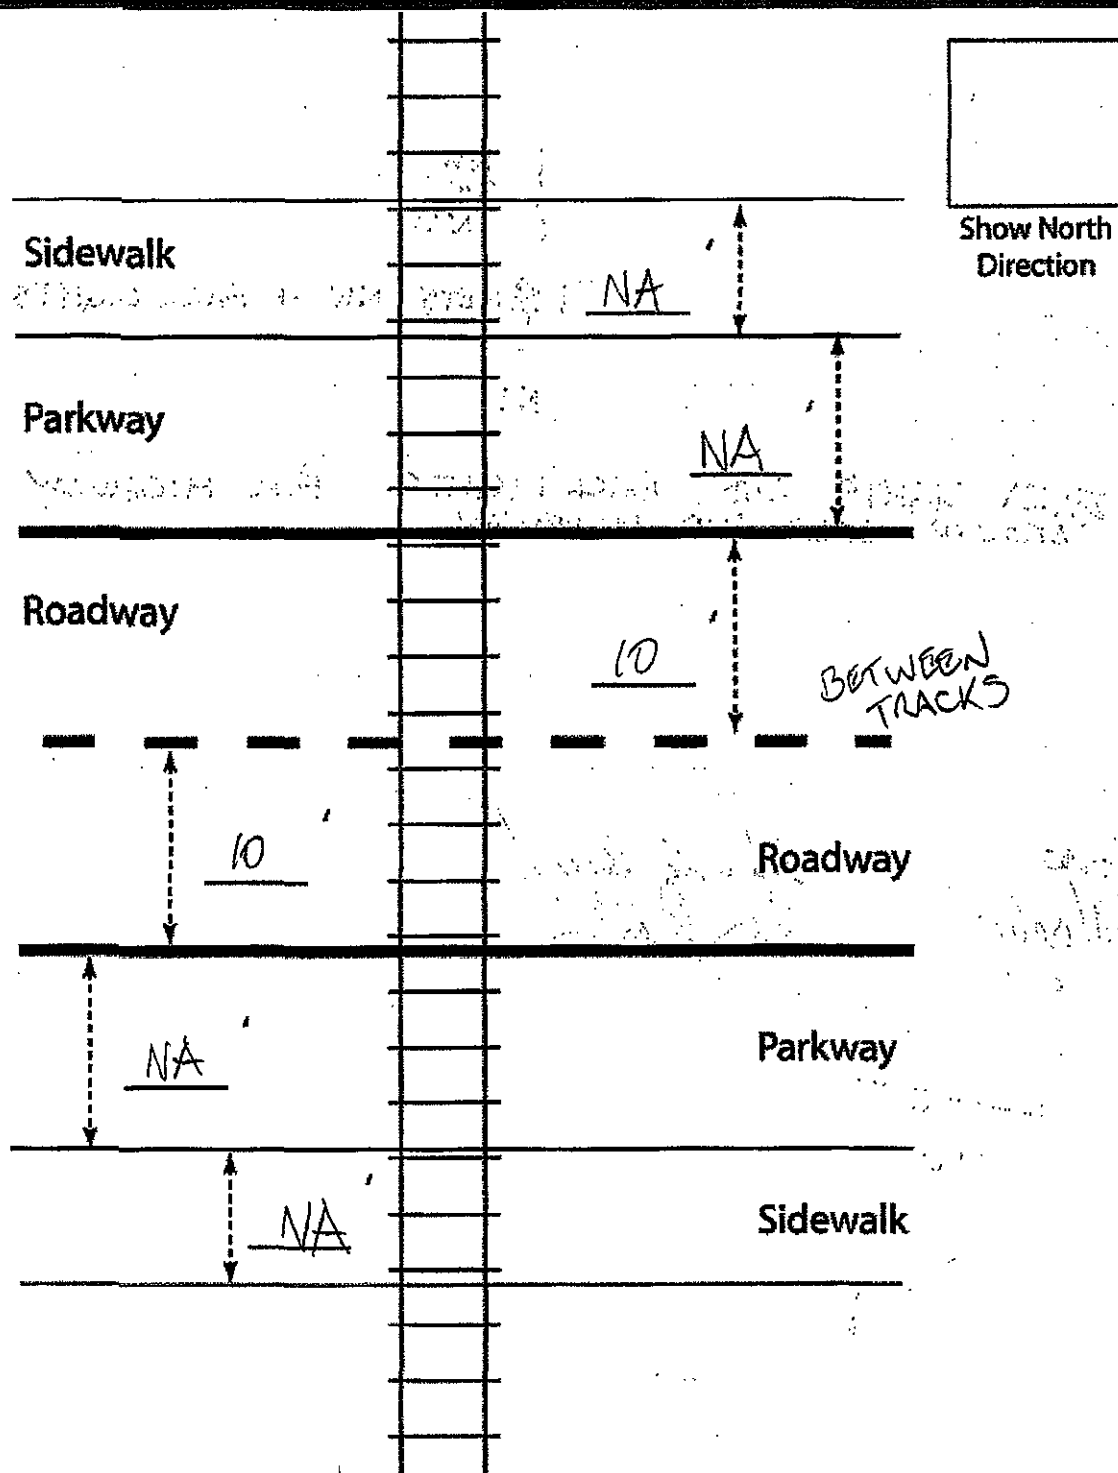 Show North
Direction
Sidewalk
NA '
Parkway
NA '
Roadway
10 '
BETWEEN
TRACKS
10 '
Roadway
NA '
Parkway
NA '
Sidewalk